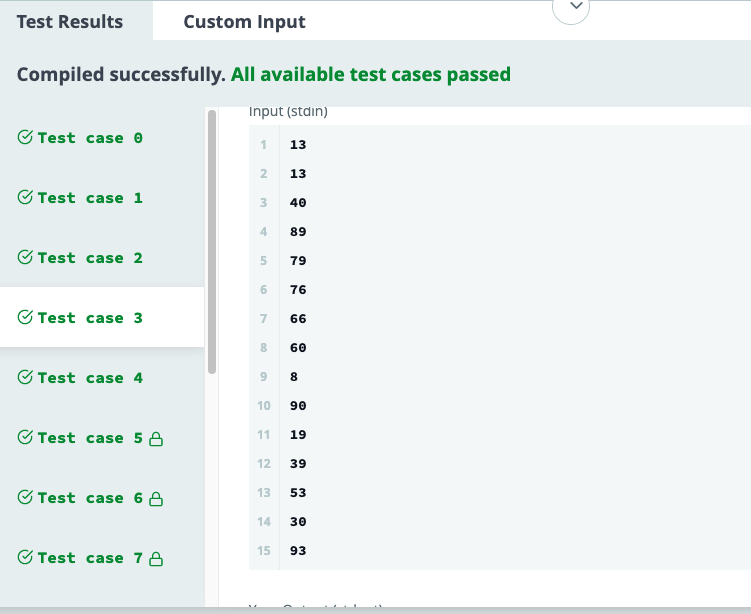 Test Results Custom Input
Compiled successfully. All available test cases passed
Test case 0
Test case 1
Test case 2
Test case 3
Test case 4
Test case 5
Test case 6
Test case 7
Input (stdin)
1 13
2 13
3 40
4 89
5 79
6 76
7 66
8 60
9 8
10 90
11 19
12 39
13 53
14 30
15 93